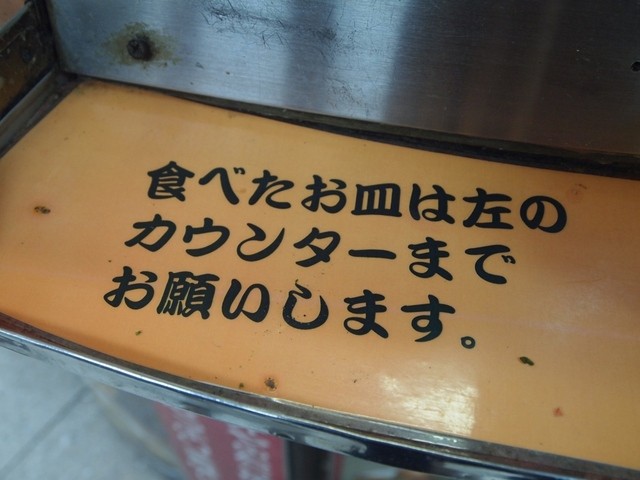 食べたお皿は左の
カウンターまで
お願いします。